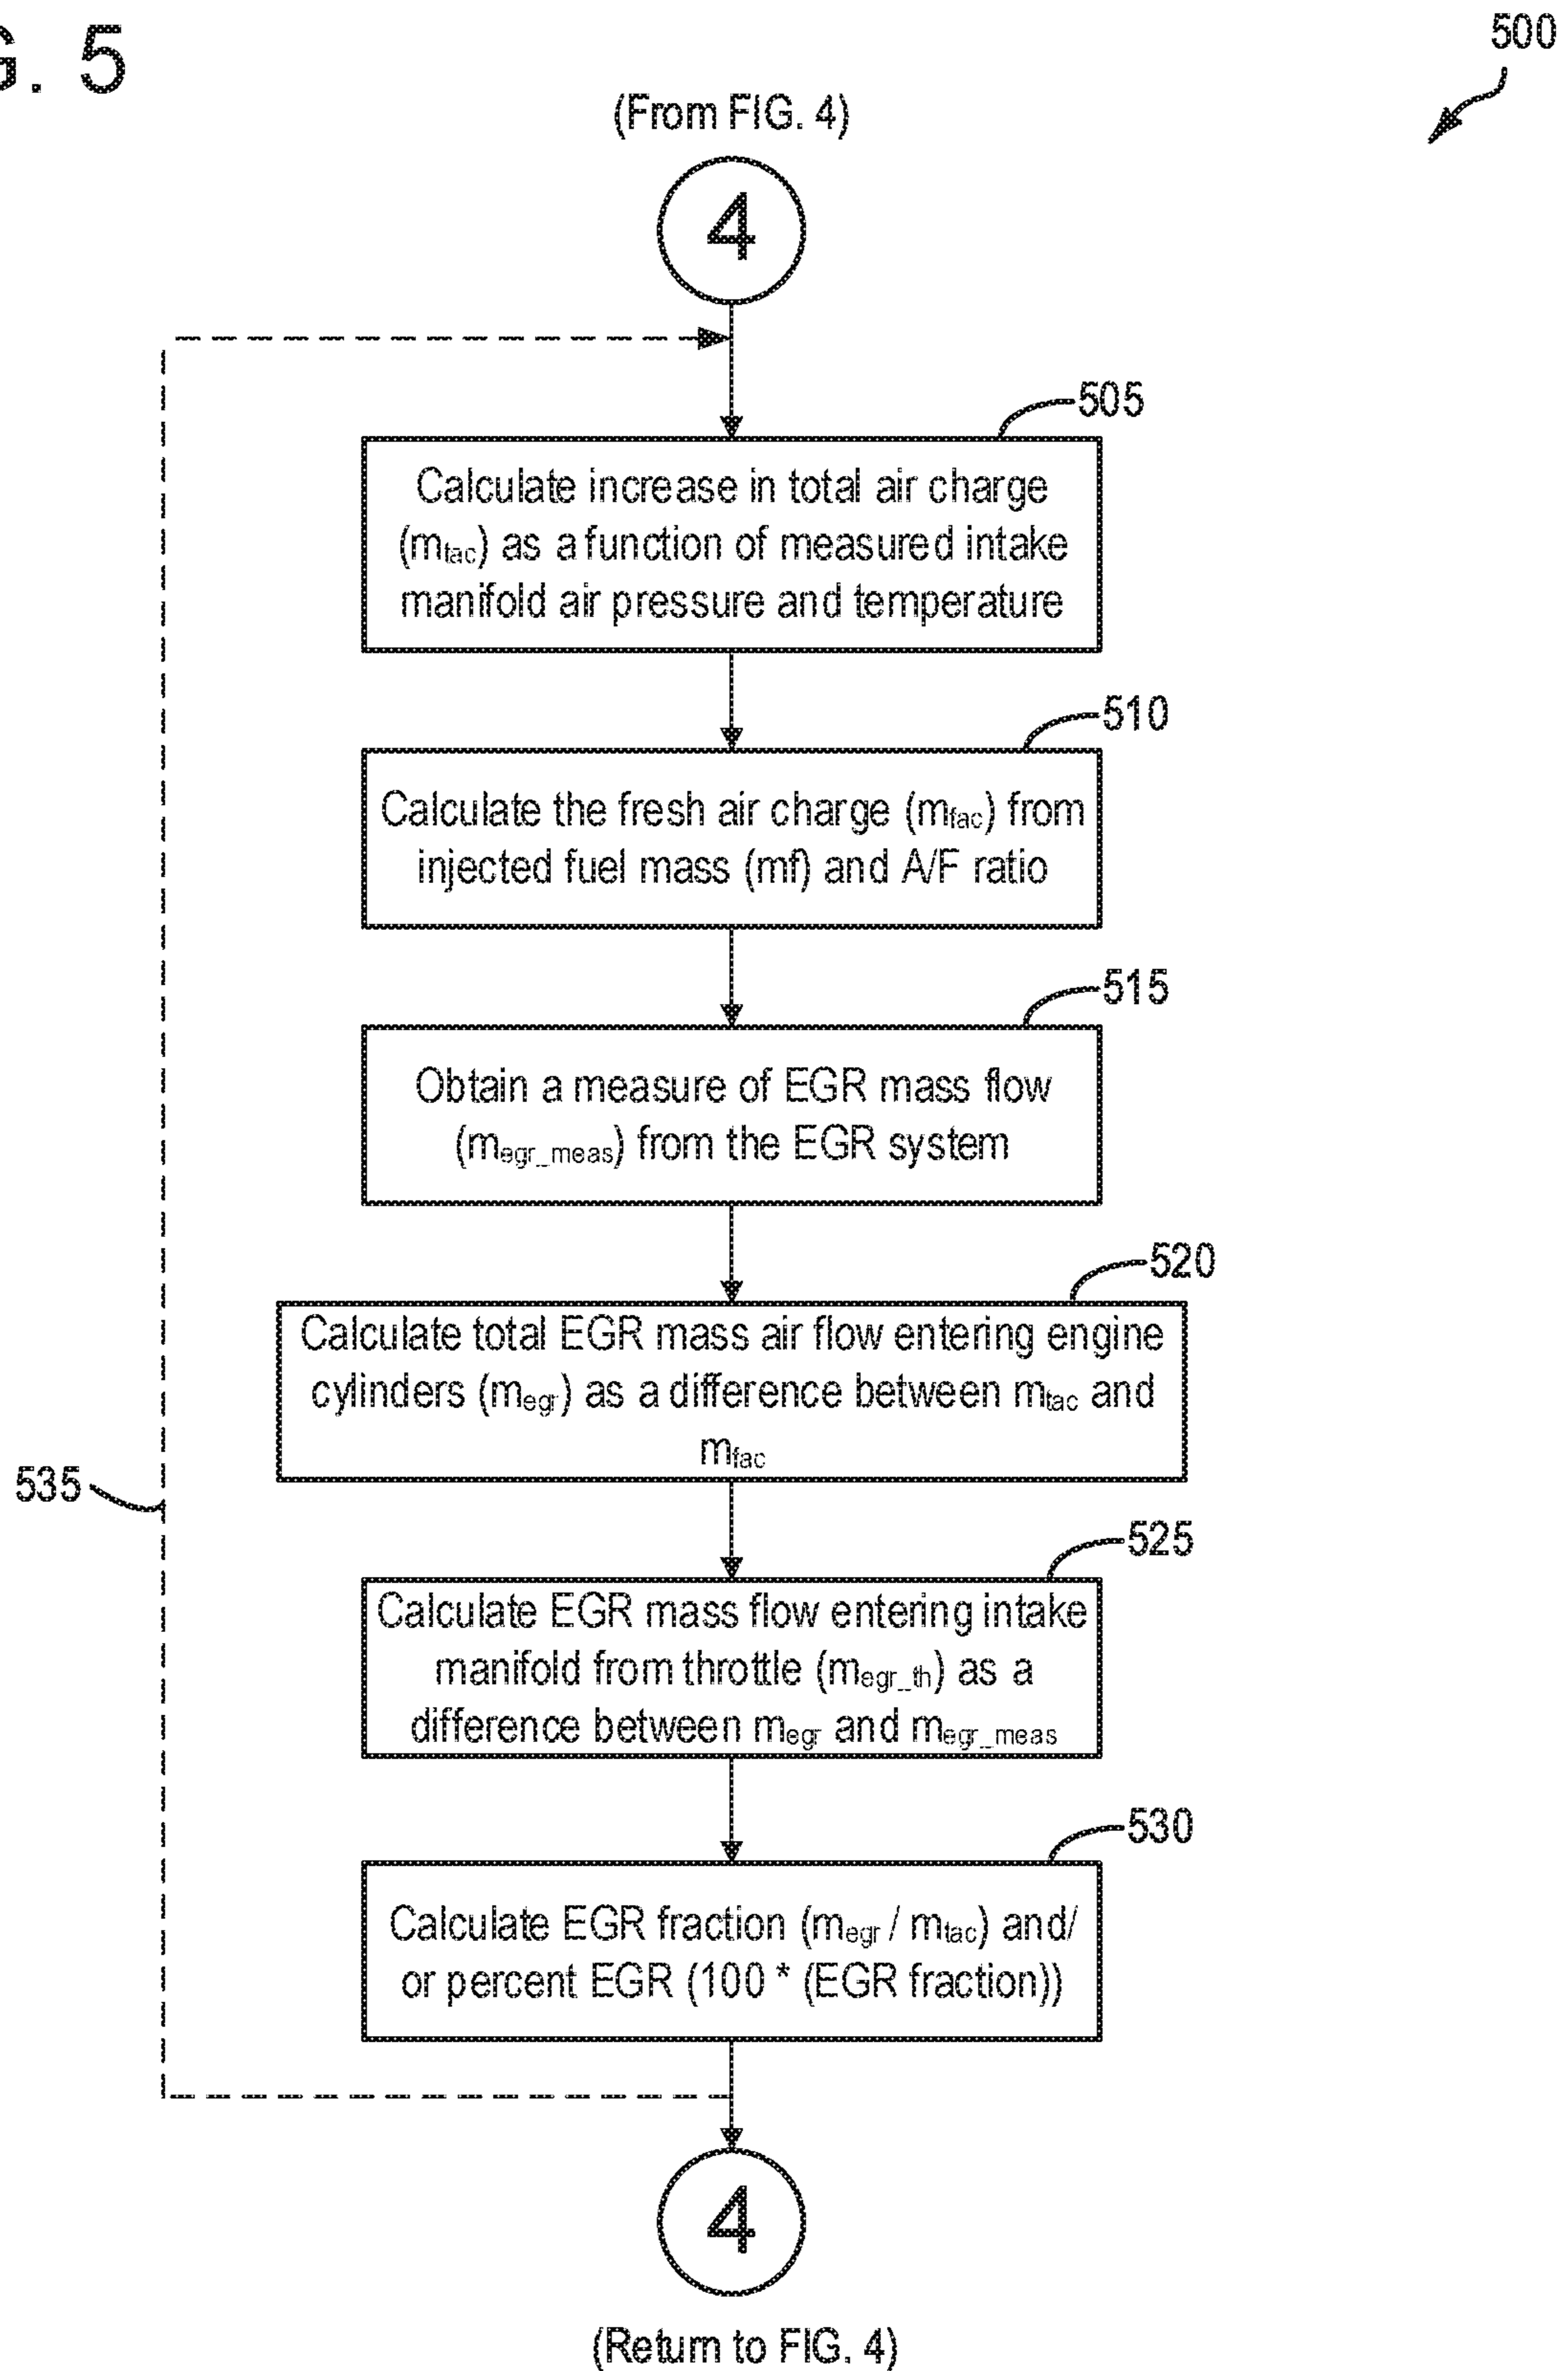 G. 5
500
(From FIG. 4)
4
505
Calculate increase in total air charge
(mtac) as a function of measured intake
manifold air pressure and temperature
510
Calculate the fresh air charge (mfac) from
injected fuel mass (mf) and A/F ratio
515
Obtain a measure of EGR mass flow
(megr_meas) from the EGR system
520
Calculate total EGR mass air flow entering engine
cylinders (megr) as a difference between mtac and
mfac
535
525
Calculate EGR mass flow entering intake
manifold from throttle (megr_th) as a
difference between megr and megr_meas
530
Calculate EGR fraction (megr / mtac) and/
or percent EGR (100 * (EGR fraction))
4
(Return to FIG. 4)